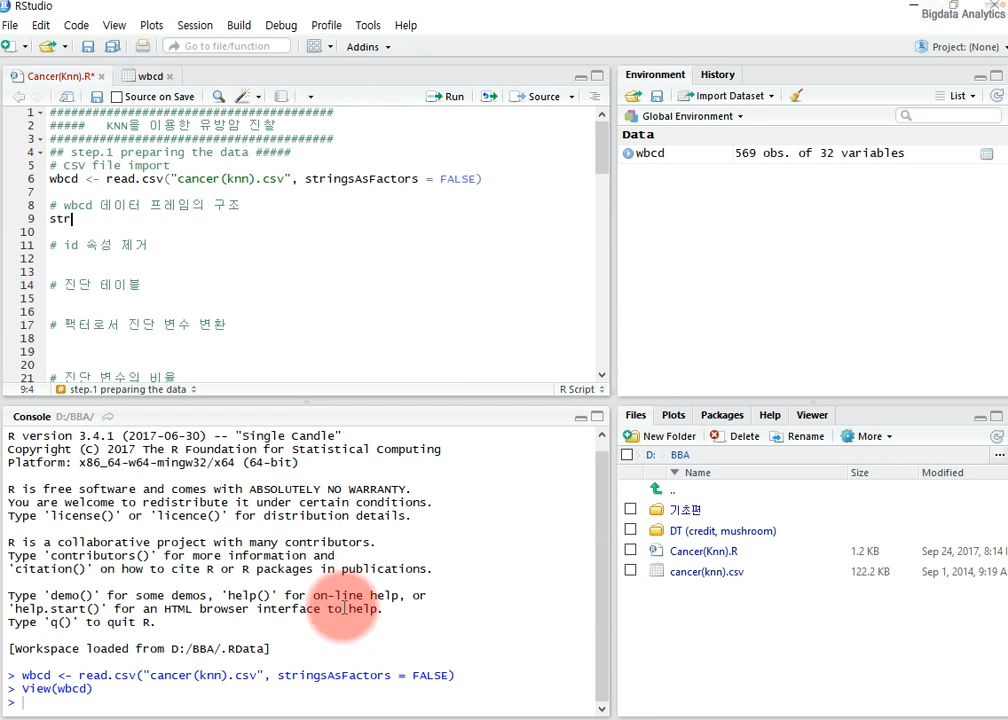 RStudio
Bigdata Analytics
File Edit Code View Plots Session Build Debug Profile Tools Help
Go to file/function Addins Project: (None)
Cancer(Knn).R* wbcd
Source on Save Run Source
1 ########################################
2 ##### KNN을 이용한 유방암 진찰
3 ########################################
4 ## step.1 preparing the data #####
5 # CSV file import
6 wbcd <- read.csv("cancer(knn).csv", stringsAsFactors = FALSE)
7
8 # wbcd 데이터 프레임의 구조
9 str
10
11 # id 속성 제거
12
13
14 # 진단 테이블
15
16
17 # 팩터로서 진단 변수 변환
18
19
20
21 # 진단 변수의 비율
9:4 step.1 preparing the data R Script
Console D:/BBA/
R version 3.4.1 (2017-06-30) -- "Single Candle"
Copyright (C) 2017 The R Foundation for Statistical Computing
Platform: x86_64-w64-mingw32/x64 (64-bit)
R is free software and comes with ABSOLUTELY NO WARRANTY.
You are welcome to redistribute it under certain conditions.
Type 'license()' or 'licence()' for distribution details.
R is a collaborative project with many contributors.
Type 'contributors()' for more information and
'citation()' on how to cite R or R packages in publications.
Type 'demo()' for some demos, 'help()' for on-line help, or
'help.start()' for an HTML browser interface to help.
Type 'q()' to quit R.
[Workspace loaded from D:/BBA/.RData]
> wbcd <- read.csv("cancer(knn).csv", stringsAsFactors = FALSE)
> View(wbcd)
>
Environment History
Import Dataset List
Global Environment
Data
wbcd 569 obs. of 32 variables
Files Plots Packages Help Viewer
New Folder Delete Rename More
D: BBA ...
Name Size Modified
..
기초편
DT (credit, mushroom)
Cancer(Knn).R 1.2 KB Sep 24, 2017, 8:14
cancer(knn).csv 122.2 KB Sep 1, 2014, 9:19 A